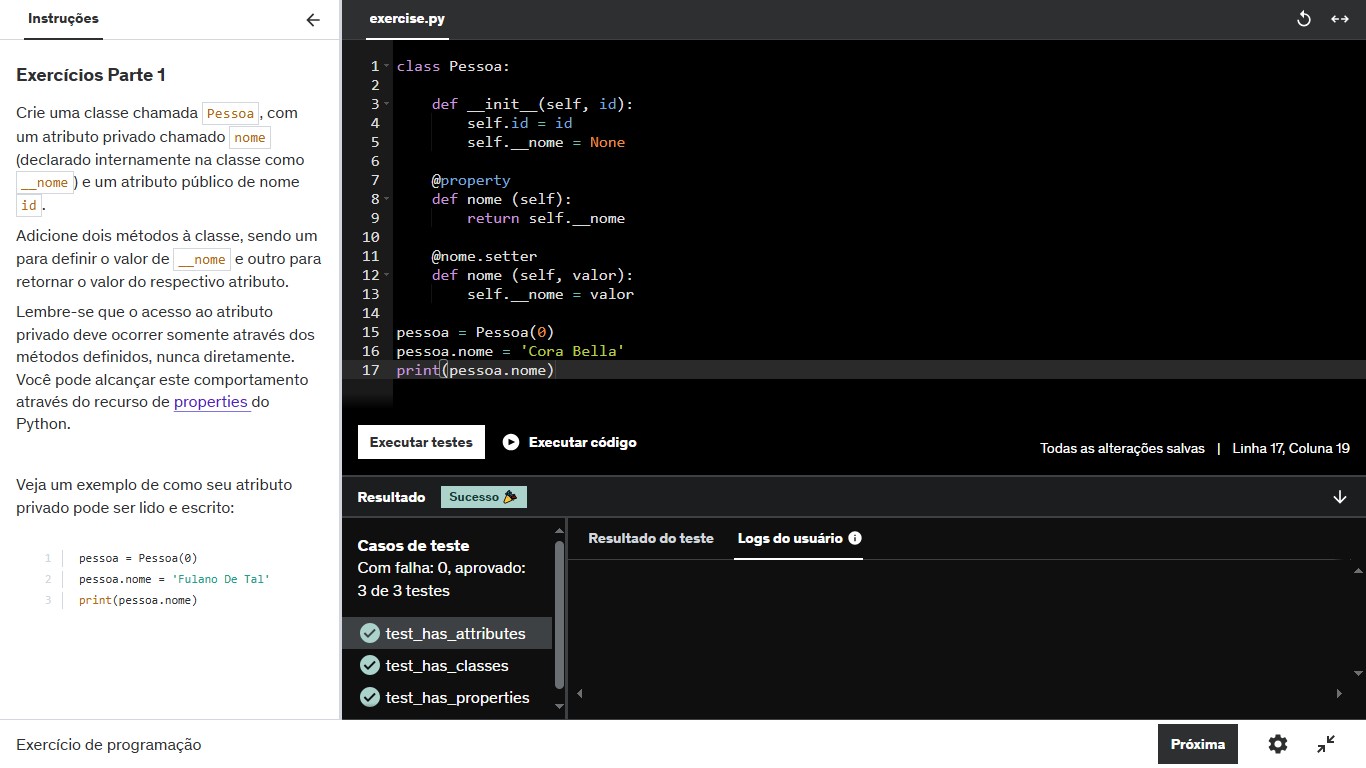 Instruções
Exercícios Parte 1
Crie uma classe chamada Pessoa, com
um atributo privado chamado nome
(declarado internamente na classe como
__nome) e um atributo público de nome
id.
Adicione dois métodos à classe, sendo um
para definir o valor de __nome e outro para
retornar o valor do respectivo atributo.
Lembre-se que o acesso ao atributo
privado deve ocorrer somente através dos
métodos definidos, nunca diretamente.
Você pode alcançar este comportamento
através do recurso de properties do
Python.
Veja um exemplo de como seu atributo
privado pode ser lido e escrito:
1 pessoa = Pessoa(0)
2 pessoa.nome = 'Fulano De Tal'
3 print(pessoa.nome)
exercise.py
1 class Pessoa:
2
3     def __init__(self, id):
4         self.id = id
5         self.__nome = None
6
7     @property
8     def nome (self):
9         return self.__nome
10
11     @nome.setter
12     def nome (self, valor):
13         self.__nome = valor
14
15 pessoa = Pessoa(0)
16 pessoa.nome = 'Cora Bella'
17 print(pessoa.nome)
Executar testes Executar código
Todas as alterações salvas | Linha 17, Coluna 19
Resultado Sucesso
Casos de teste
Com falha: 0, aprovado:
3 de 3 testes
test_has_attributes
test_has_classes
test_has_properties
Resultado do teste Logs do usuário
Exercício de programação
Próxima